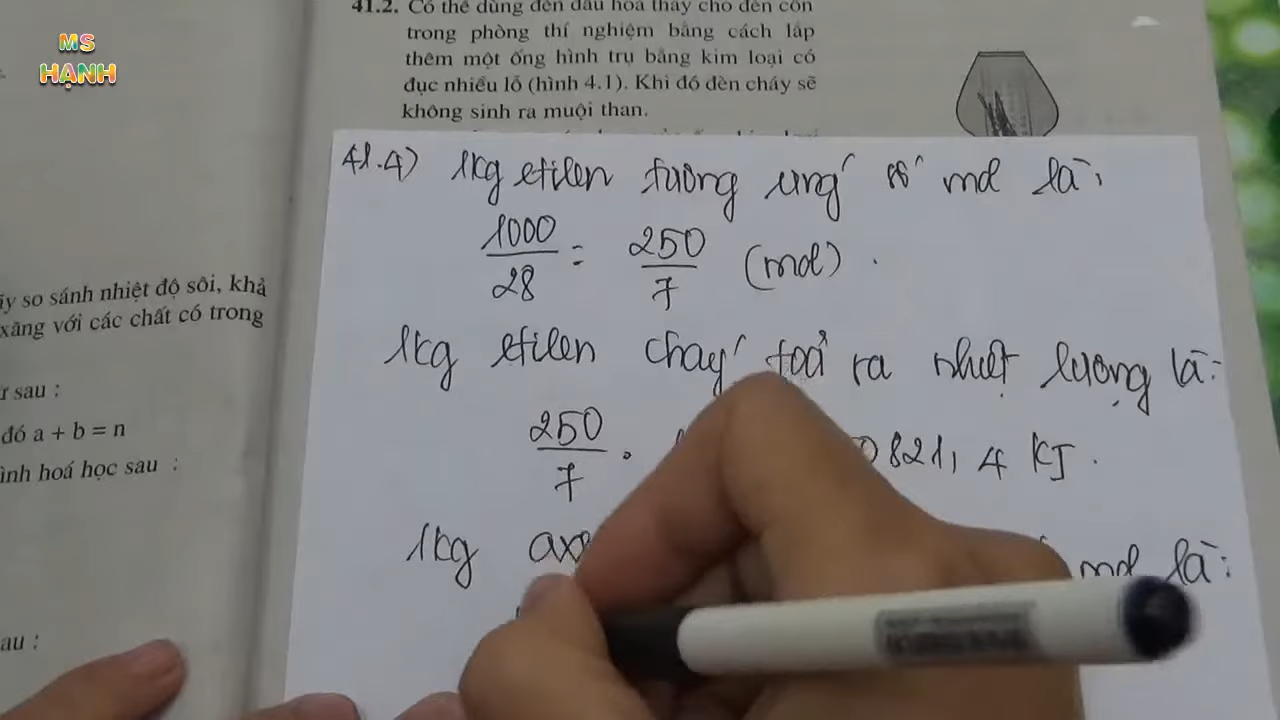 MS
HẠNH
41.2. Có thể dùng đèn dầu hoả thay cho đèn cồn
trong phòng thí nghiệm bằng cách lắp
thêm một ống hình trụ bằng kim loại có
đục nhiều lỗ (hình 4.1). Khi đó đèn cháy sẽ
không sinh ra muội than.
ãy so sánh nhiệt độ sôi, khả
xăng với các chất có trong
sau :
đó a + b = n
ình hoá học sau :
au :
41.4) 1kg etilen tương ứng số mol là:
1000/28 = 250/7 (mol).
1kg etilen cháy toả ra nhiệt lượng là:
250/7 . 0821,4 KJ.
1kg mol là: